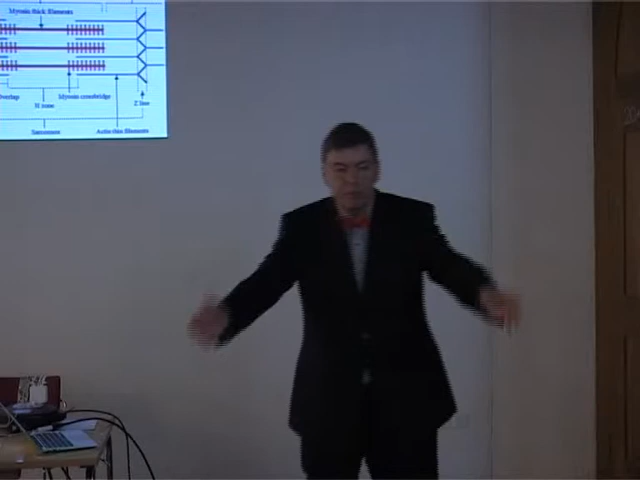 Myosin thick filaments
Overlap
Myosin crossbridge
Z line
H zone
Sarcomere
Actin thin filaments